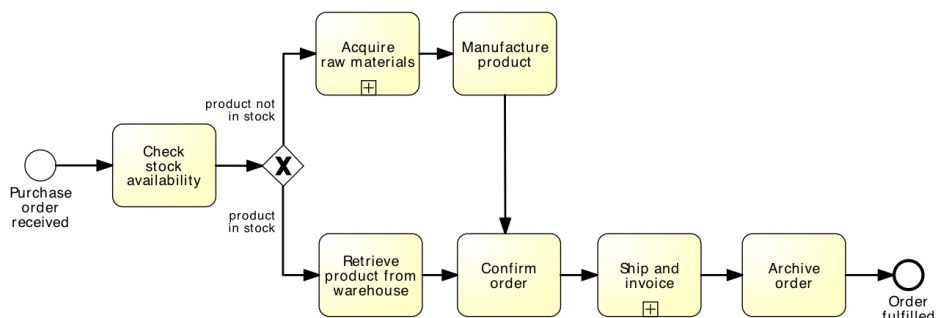 Acquire
raw materials
Manufacture
product
product not
in stock
Check
stock
availability
X
Purchase
order
received
product
in stock
Retrieve
product from
warehouse
Confirm
order
Ship and
invoice
Archive
order
Order
fulfilled